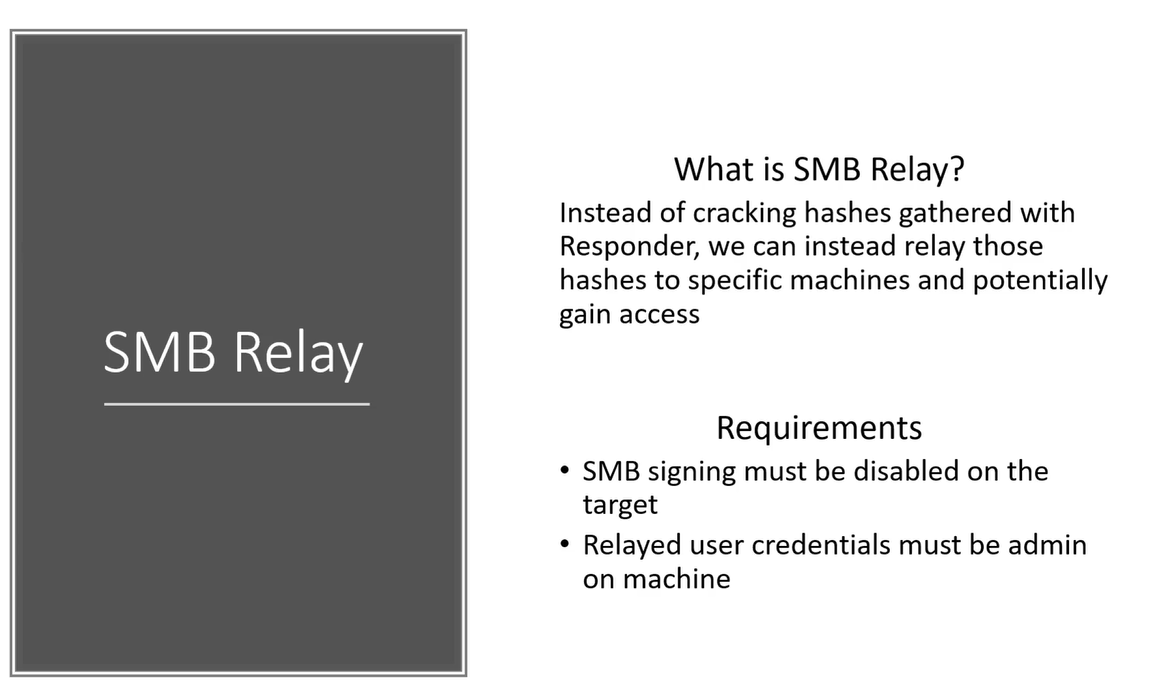 SMB Relay
What is SMB Relay?
Instead of cracking hashes gathered with
Responder, we can instead relay those
hashes to specific machines and potentially
gain access
Requirements
• SMB signing must be disabled on the
target
• Relayed user credentials must be admin
on machine